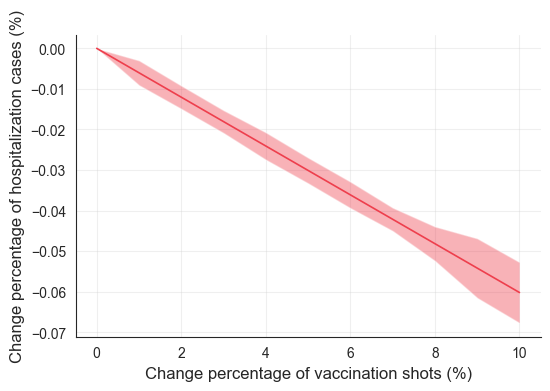 Change percentage of hospitalization cases (%)
0.00
−0.01
−0.02
−0.03
−0.04
−0.05
−0.06
−0.07
0 2 4 6 8 10
Change percentage of vaccination shots (%)